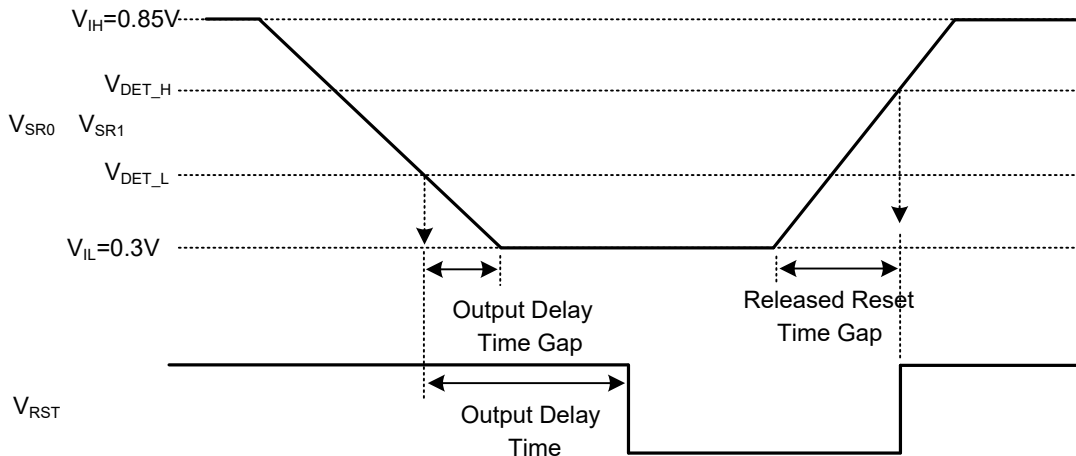 VIH=0.85V
VDET_H
VSR0 VSR1
VDET_L
VIL=0.3V
Output Delay
Time Gap
Released Reset
Time Gap
VRST
Output Delay
Time